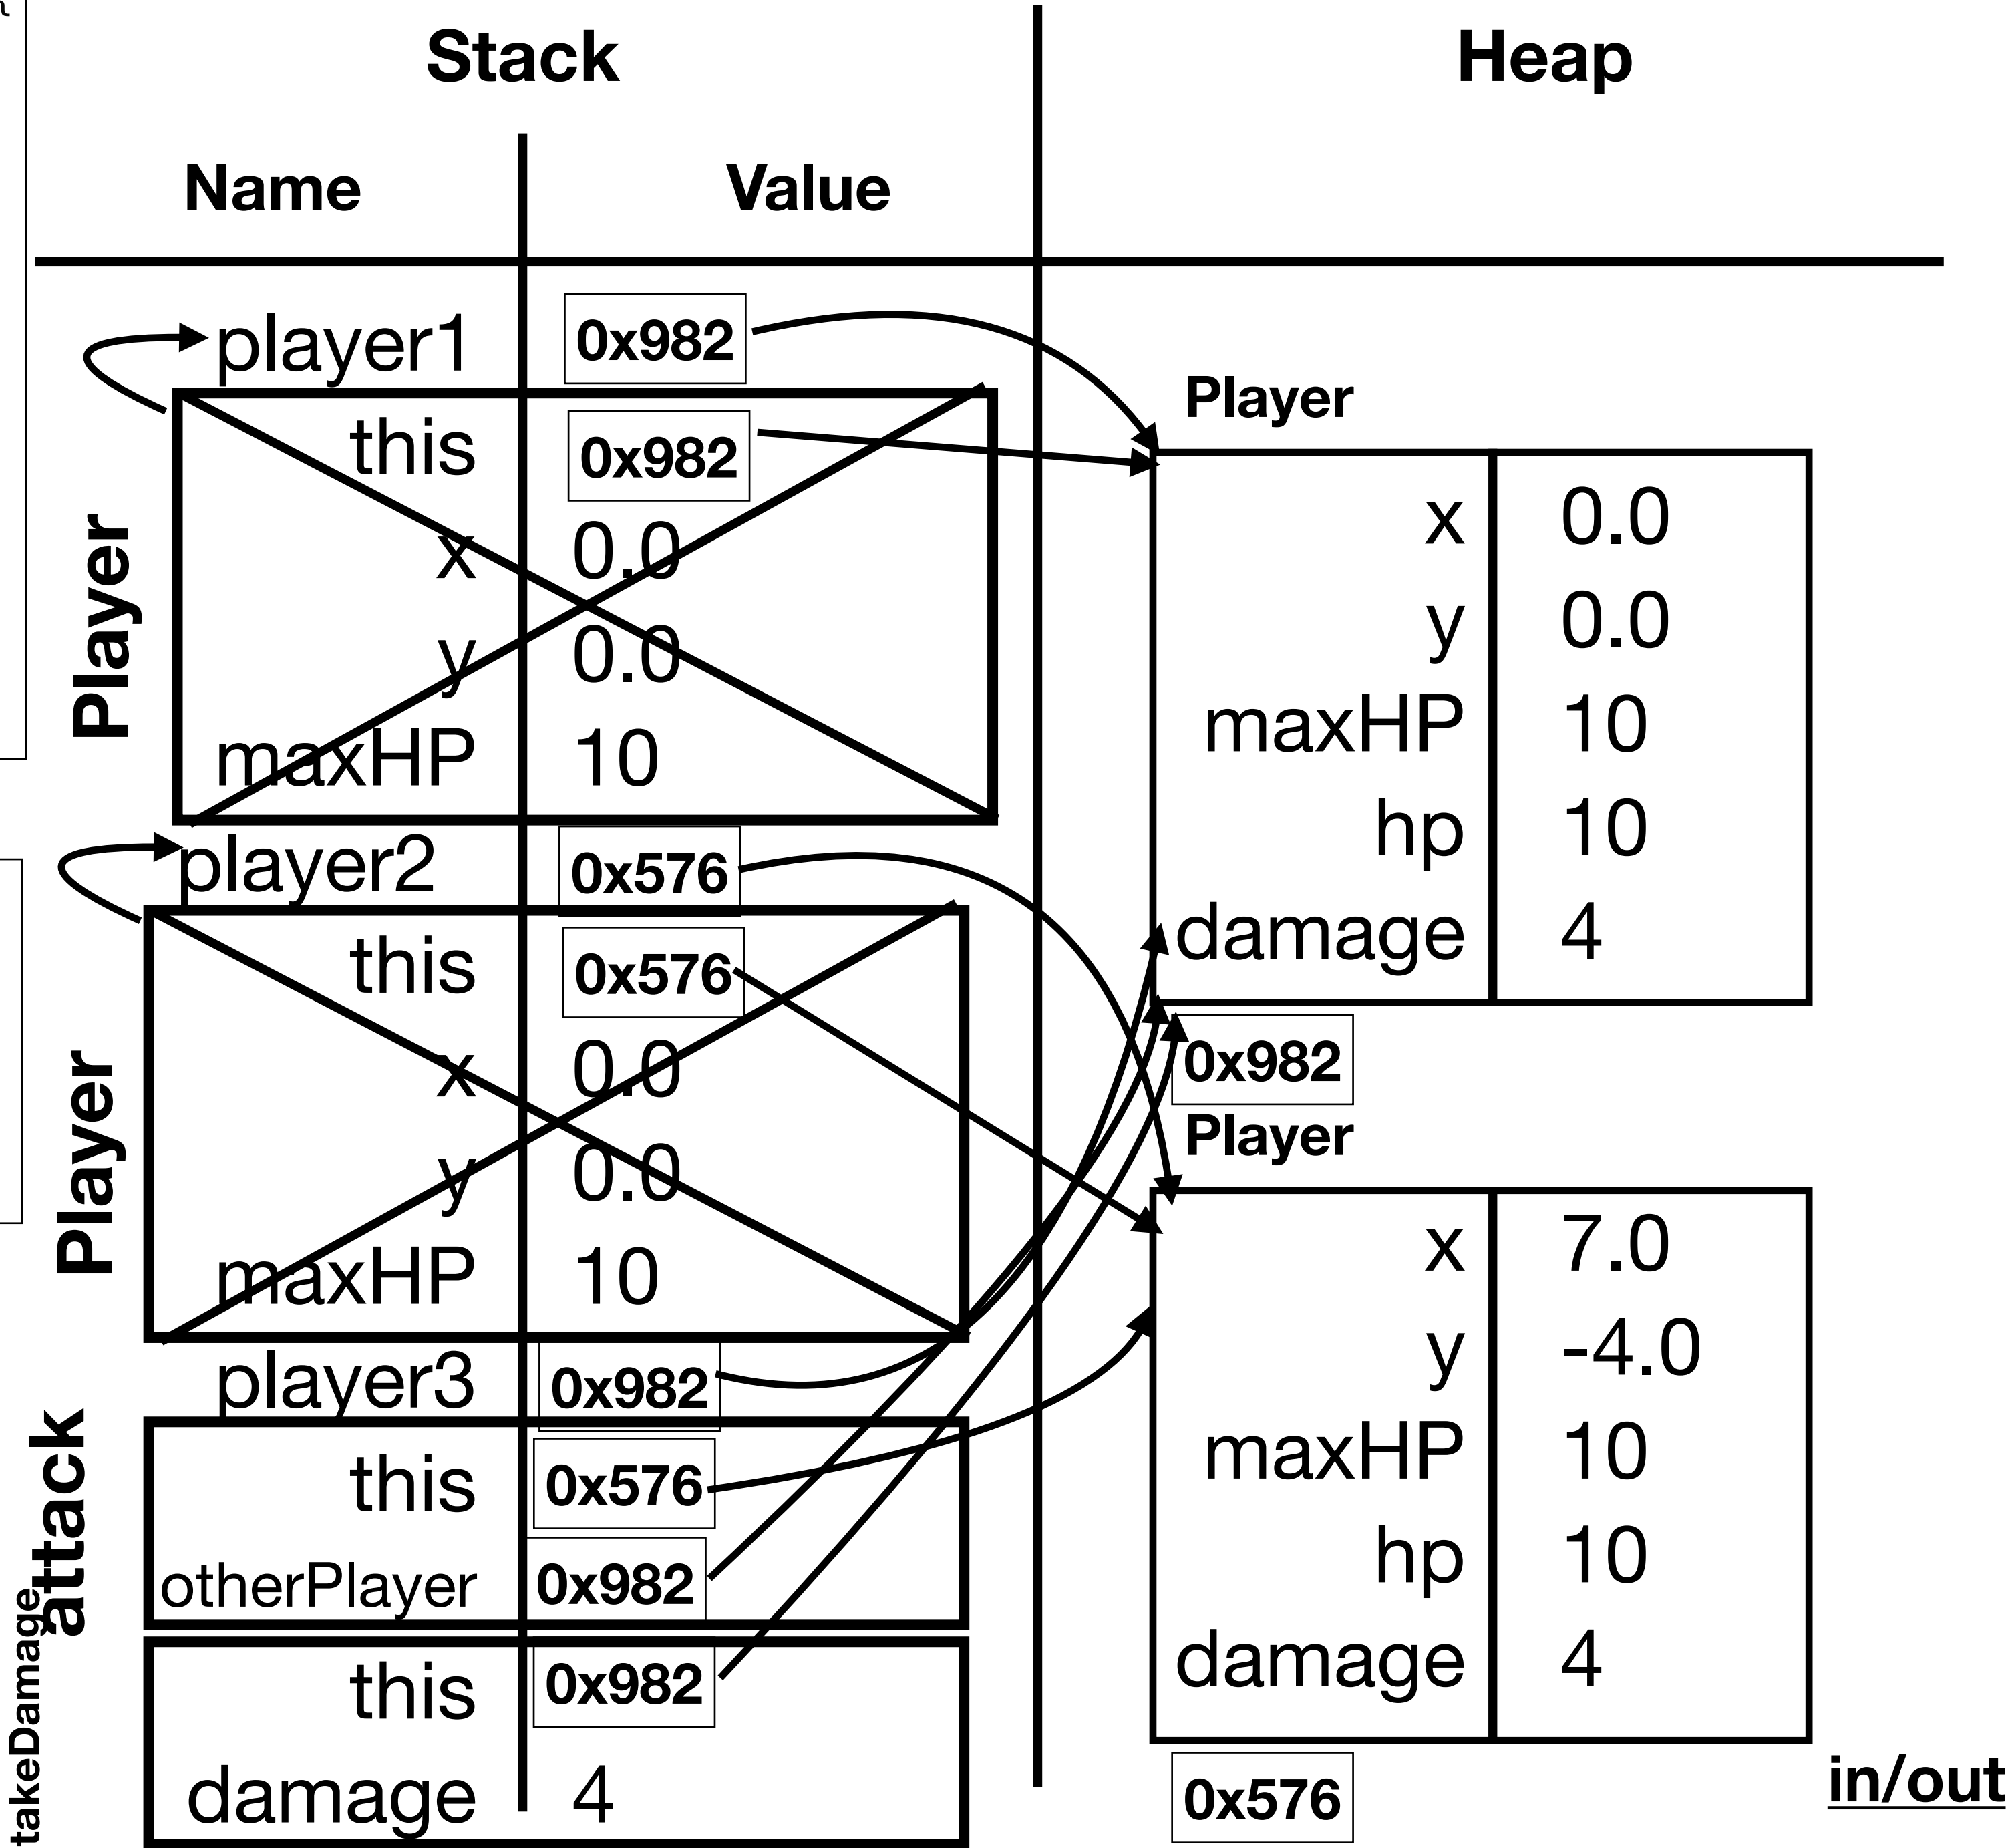 Stack
Heap
Name
Value
player1
0x982
Player
this
0x982
x
0.0
y
0.0
maxHP
10
player2
0x576
Player
this
0x576
x
0.0
y
0.0
maxHP
10
player3
0x982
attack
this
0x576
otherPlayer
0x982
takeDamage
this
0x982
damage
4
Player
x
0.0
y
0.0
maxHP
10
hp
10
damage
4
0x982
Player
x
7.0
y
-4.0
maxHP
10
hp
10
damage
4
0x576
in/out